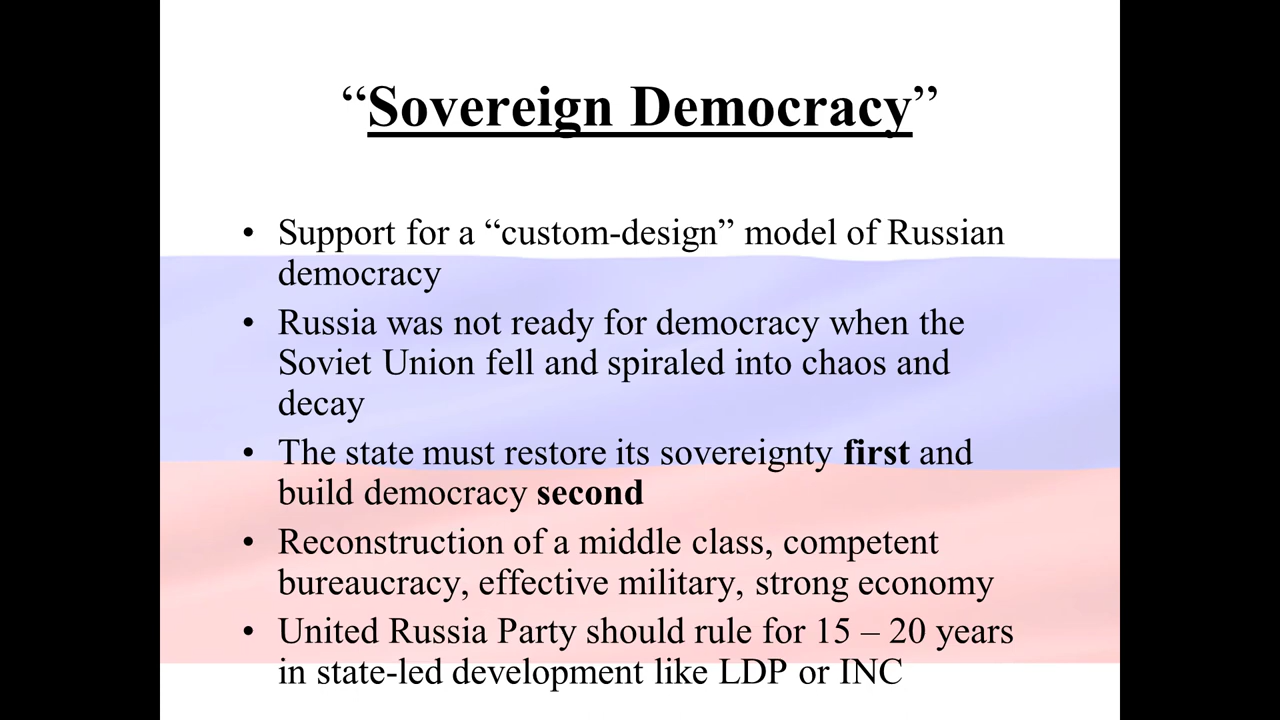 “Sovereign Democracy”
• Support for a “custom-design” model of Russian
democracy
• Russia was not ready for democracy when the
Soviet Union fell and spiraled into chaos and
decay
• The state must restore its sovereignty first and
build democracy second
• Reconstruction of a middle class, competent
bureaucracy, effective military, strong economy
• United Russia Party should rule for 15 – 20 years
in state-led development like LDP or INC